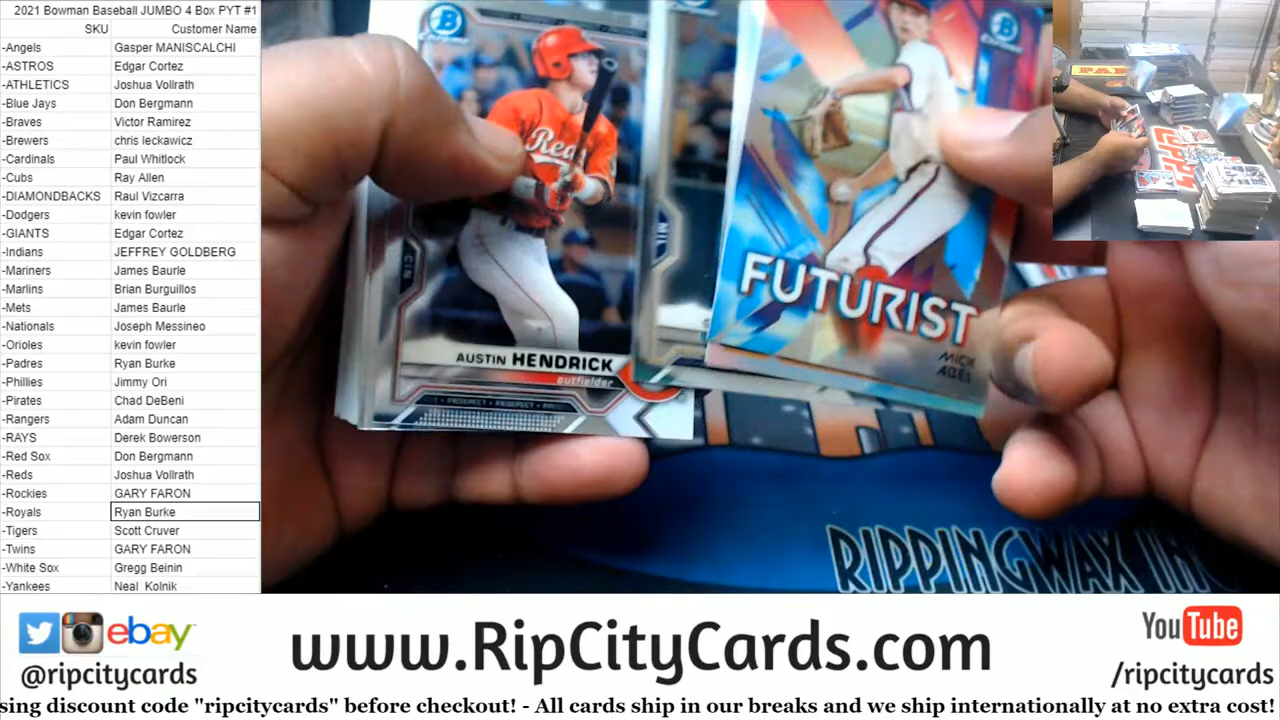 2021 Bowman Baseball JUMBO 4 Box PYT #1
SKU Customer Name
-Angels Gasper MANISCALCHI
-ASTROS Edgar Cortez
-ATHLETICS Joshua Vollrath
-Blue Jays Don Bergmann
-Braves Victor Ramirez
-Brewers chris leckawicz
-Cardinals Paul Whitlock
-Cubs Ray Allen
-DIAMONDBACKS Raul Vizcarra
-Dodgers kevin fowler
-GIANTS Edgar Cortez
-Indians JEFFREY GOLDBERG
-Mariners James Baurle
-Marlins Brian Burguillos
-Mets James Baurle
-Nationals Joseph Messineo
-Orioles kevin fowler
-Padres Ryan Burke
-Phillies Jimmy Ori
-Pirates Chad DeBeni
-Rangers Adam Duncan
-RAYS Derek Bowerson
-Red Sox Don Bergmann
-Reds Joshua Vollrath
-Rockies GARY FARON
-Royals Ryan Burke
-Tigers Scott Cruver
-Twins GARY FARON
-White Sox Gregg Beinin
-Yankees Neal Kolnik
B
Chrome
Reds
CIN
AUSTIN HENDRICK
outfielder
MIL
B
Chrome
FUTURIST
MICK
ABEL
TOPPS
RIPPINGWAX INC
ebay
@ripcitycards
www.RipCityCards.com
YouTube
/ripcitycards
sing discount code "ripcitycards" before checkout! - All cards ship in our breaks and we ship internationally at no extra cost!